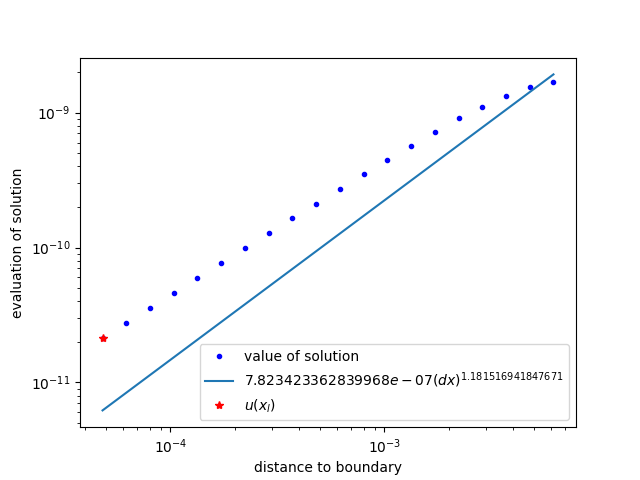 10⁻⁹
10⁻¹⁰
10⁻¹¹
evaluation of solution
value of solution
7.823423362839968e − 07(dx)^1.181516941847671
u(x_l)
10⁻⁴
10⁻³
distance to boundary